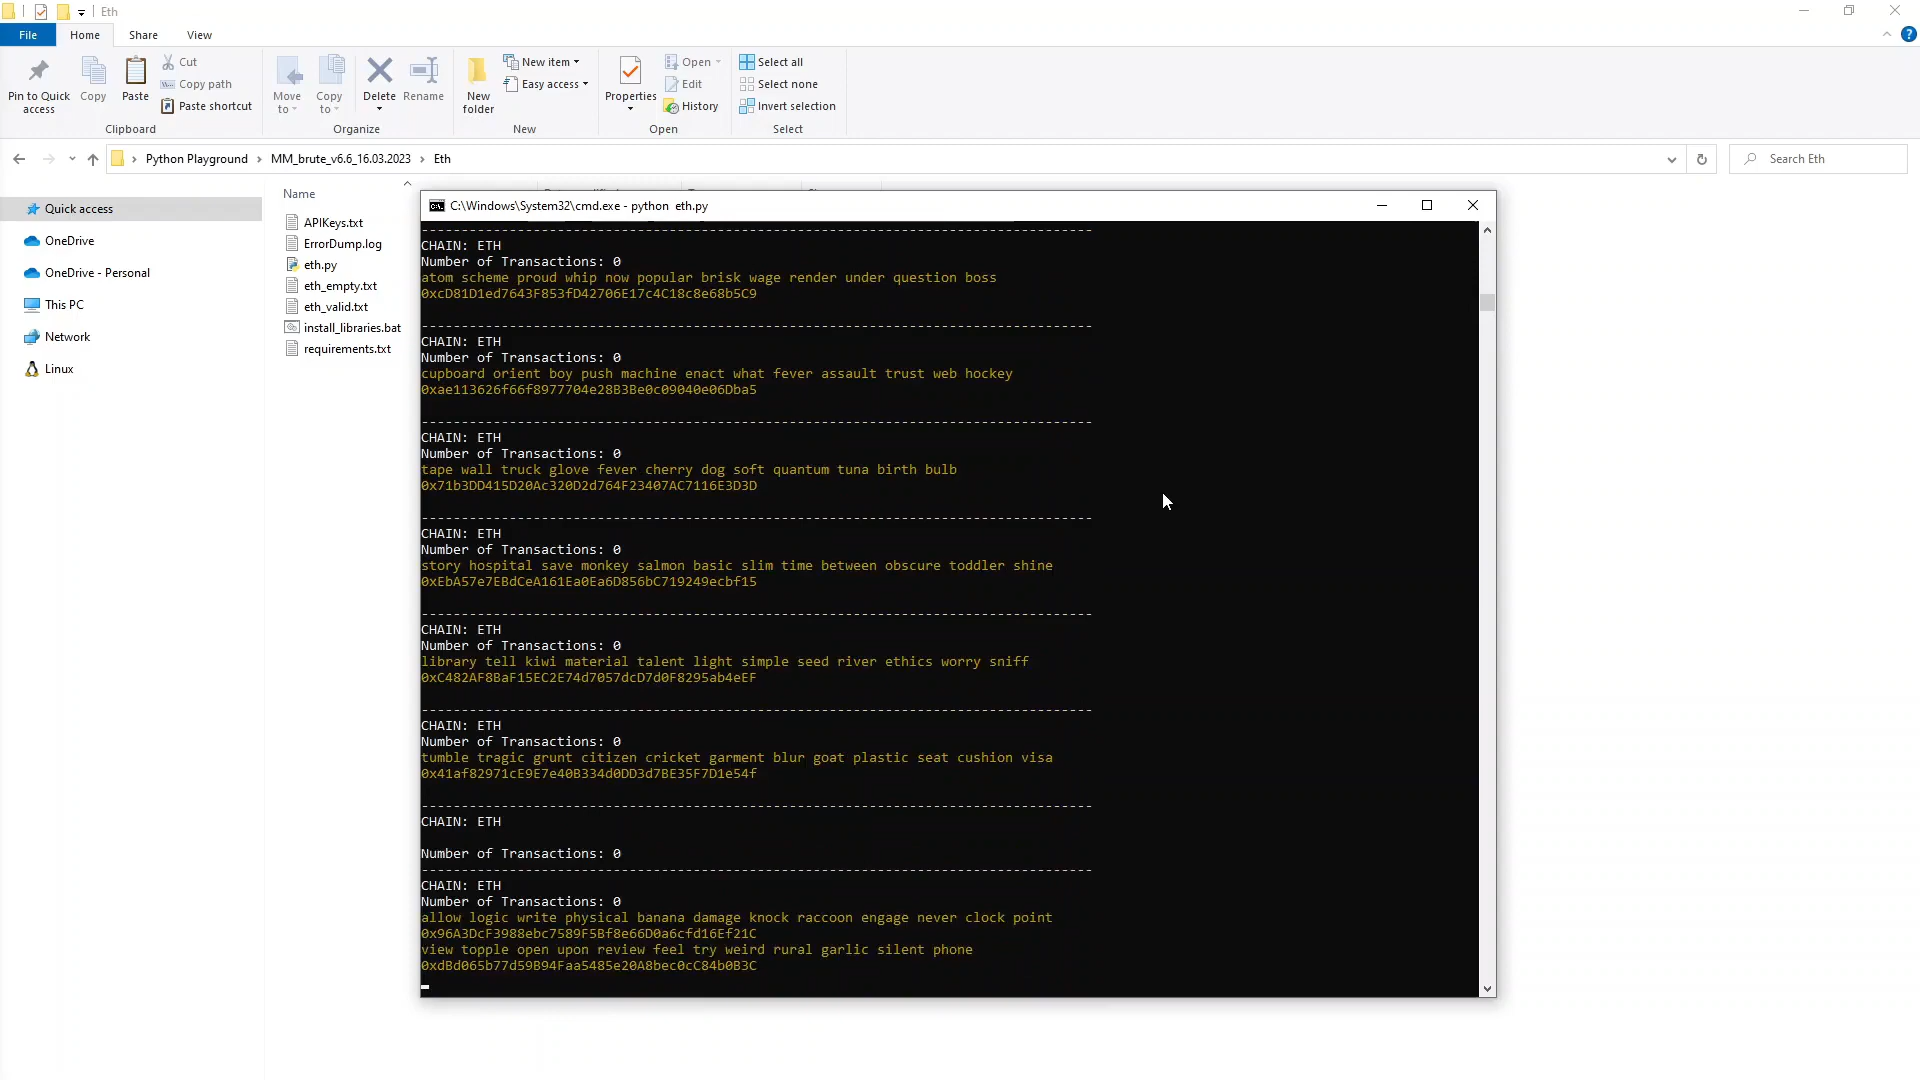 Eth
File
Home
Share
View
Pin to Quick access
Copy
Paste
Cut
Copy path
Paste shortcut
Clipboard
Move to
Copy to
Delete
Rename
Organize
New folder
New item
Easy access
New
Properties
Open
Edit
History
Open
Select all
Select none
Invert selection
Select
Python Playground > MM_brute_v6.6_16.03.2023 > Eth
Search Eth
Quick access
OneDrive
OneDrive - Personal
This PC
Network
Linux
Name
APIKeys.txt
ErrorDump.log
eth.py
eth_empty.txt
eth_valid.txt
install_libraries.bat
requirements.txt
C:\Windows\System32\cmd.exe - python  eth.py
------------------------------------------------------------------------------------
CHAIN: ETH
Number of Transactions: 0
atom scheme proud whip now popular brisk wage render under question boss
0xcD81D1ed7643F853fD42706E17c4C18c8e68b5C9
------------------------------------------------------------------------------------
CHAIN: ETH
Number of Transactions: 0
cupboard orient boy push machine enact what fever assault trust web hockey
0xae113626f66f8977704e28B3Be0c09040e06Dba5
------------------------------------------------------------------------------------
CHAIN: ETH
Number of Transactions: 0
tape wall truck glove fever cherry dog soft quantum tuna birth bulb
0x71b3DD415D20Ac320D2d764F23407AC7116E3D3D
------------------------------------------------------------------------------------
CHAIN: ETH
Number of Transactions: 0
story hospital save monkey salmon basic slim time between obscure toddler shine
0xEbA57e7EBdCeA161Ea0Ea6D856bC719249ecbf15
------------------------------------------------------------------------------------
CHAIN: ETH
Number of Transactions: 0
library tell kiwi material talent light simple seed river ethics worry sniff
0xC482AF8BaF15EC2E74d7057dcD7d0F8295ab4eEF
------------------------------------------------------------------------------------
CHAIN: ETH
Number of Transactions: 0
tumble tragic grunt citizen cricket garment blur goat plastic seat cushion visa
0x41af82971cE9E7e40B334d0DD3d7BE35F7D1e54f
------------------------------------------------------------------------------------
CHAIN: ETH
Number of Transactions: 0
------------------------------------------------------------------------------------
CHAIN: ETH
Number of Transactions: 0
allow logic write physical banana damage knock raccoon engage never clock point
0x96A3DcF3988ebc7589F5Bf8e66D0a6cfd16Ef21C
view topple open upon review feel try weird rural garlic silent phone
0xdBd065b77d59B94Faa5485e20A8bec0cC84b0B3C